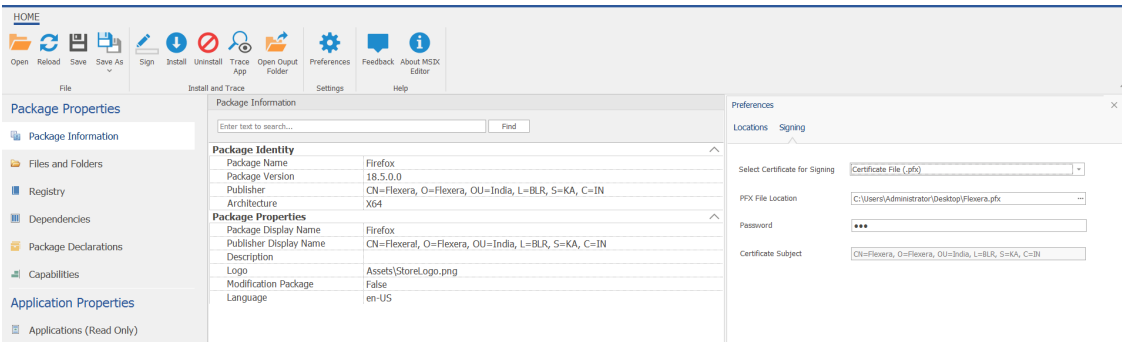 HOME
Open Reload Save Save As Sign Install Uninstall Trace App Open Ouput Folder Preferences Feedback About MSIX Editor
File Install and Trace Settings Help
Package Properties
Package Information
Files and Folders
Registry
Dependencies
Package Declarations
Capabilities
Application Properties
Applications (Read Only)
Package Information
Enter text to search... Find
Package Identity
Package Name Firefox
Package Version 18.5.0.0
Publisher CN=Flexera, O=Flexera, OU=India, L=BLR, S=KA, C=IN
Architecture X64
Package Properties
Package Display Name Firefox
Publisher Display Name CN=Flexera!, O=Flexera, OU=India, L=BLR, S=KA, C=IN
Description
Logo Assets\StoreLogo.png
Modification Package False
Language en-US
Preferences
Locations Signing
Select Certificate for Signing Certificate File (.pfx)
PFX File Location C:\Users\Administrator\Desktop\Flexera.pfx ...
Password ●●●
Certificate Subject CN=Flexera, O=Flexera, OU=India, L=BLR, S=KA, C=IN